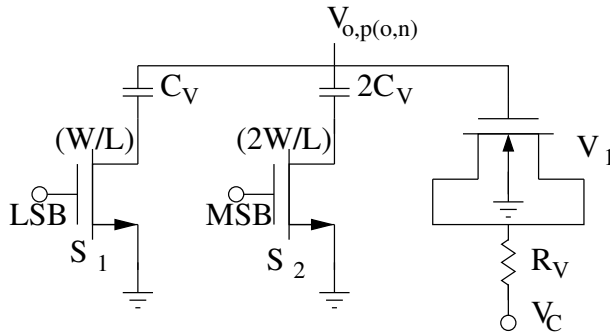 V_{o,p(o,n)}
C_V
2C_V
(W/L)
(2W/L)
V_1
LSB
MSB
S_1
S_2
R_V
V_C